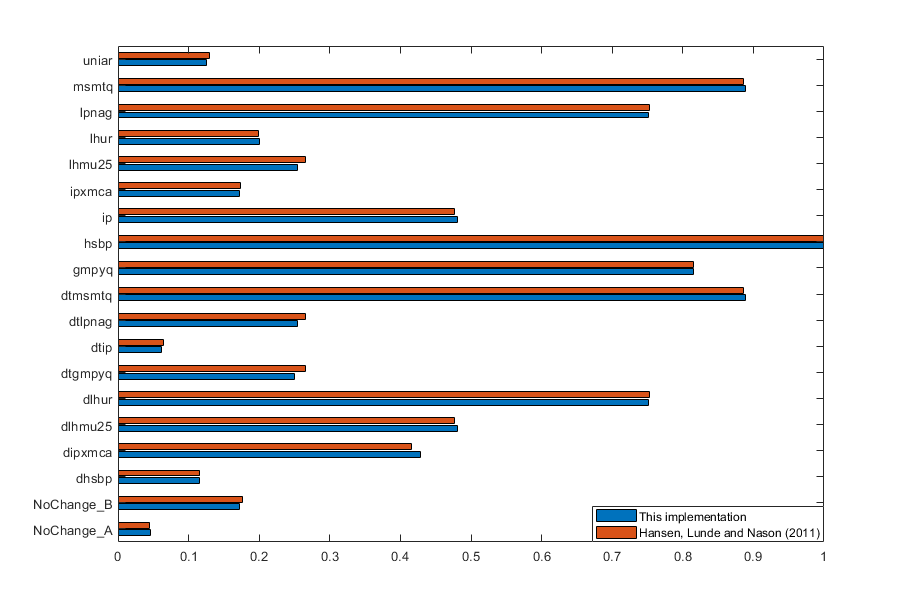 uniar
msmtq
lpnag
lhur
lhmu25
ipxmca
ip
hsbp
gmpyq
dtmsmtq
dtlpnag
dtip
dtgmpyq
dlhur
dlhmu25
dipxmca
dhsbp
NoChange_B
NoChange_A
This implementation
Hansen, Lunde and Nason (2011)
0 0.1 0.2 0.3 0.4 0.5 0.6 0.7 0.8 0.9 1